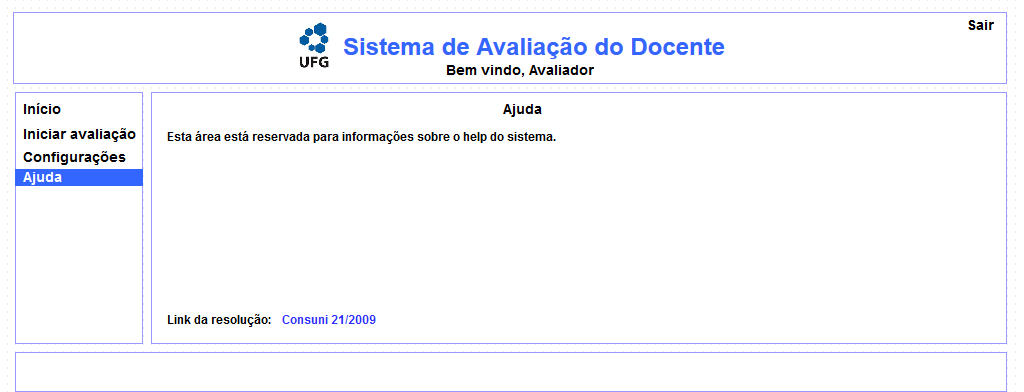 Sair
UFG
Sistema de Avaliação do Docente
Bem vindo, Avaliador
Início
Iniciar avaliação
Configurações
Ajuda
Ajuda
Esta área está reservada para informações sobre o help do sistema.
Link da resolução: Consuni 21/2009